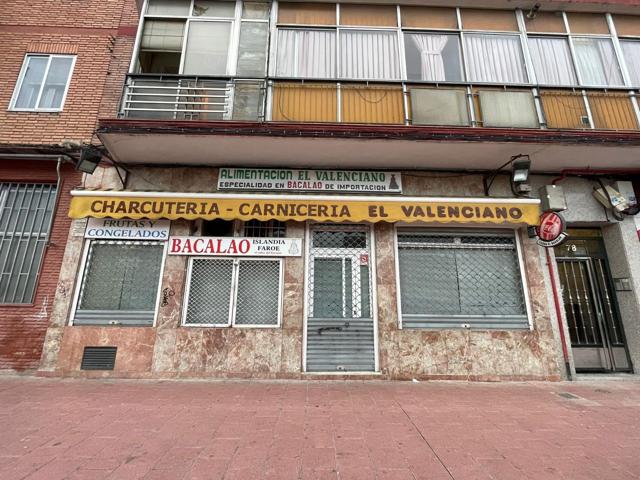 ALIMENTACION EL VALENCIANO
ESPECIALIDAD EN BACALAO DE IMPORTACION
CHARCUTERIA - CARNICERIA EL VALENCIANO
FRUTAS Y
CONGELADOS
BACALAO
ISLANDIA
FAROE
78